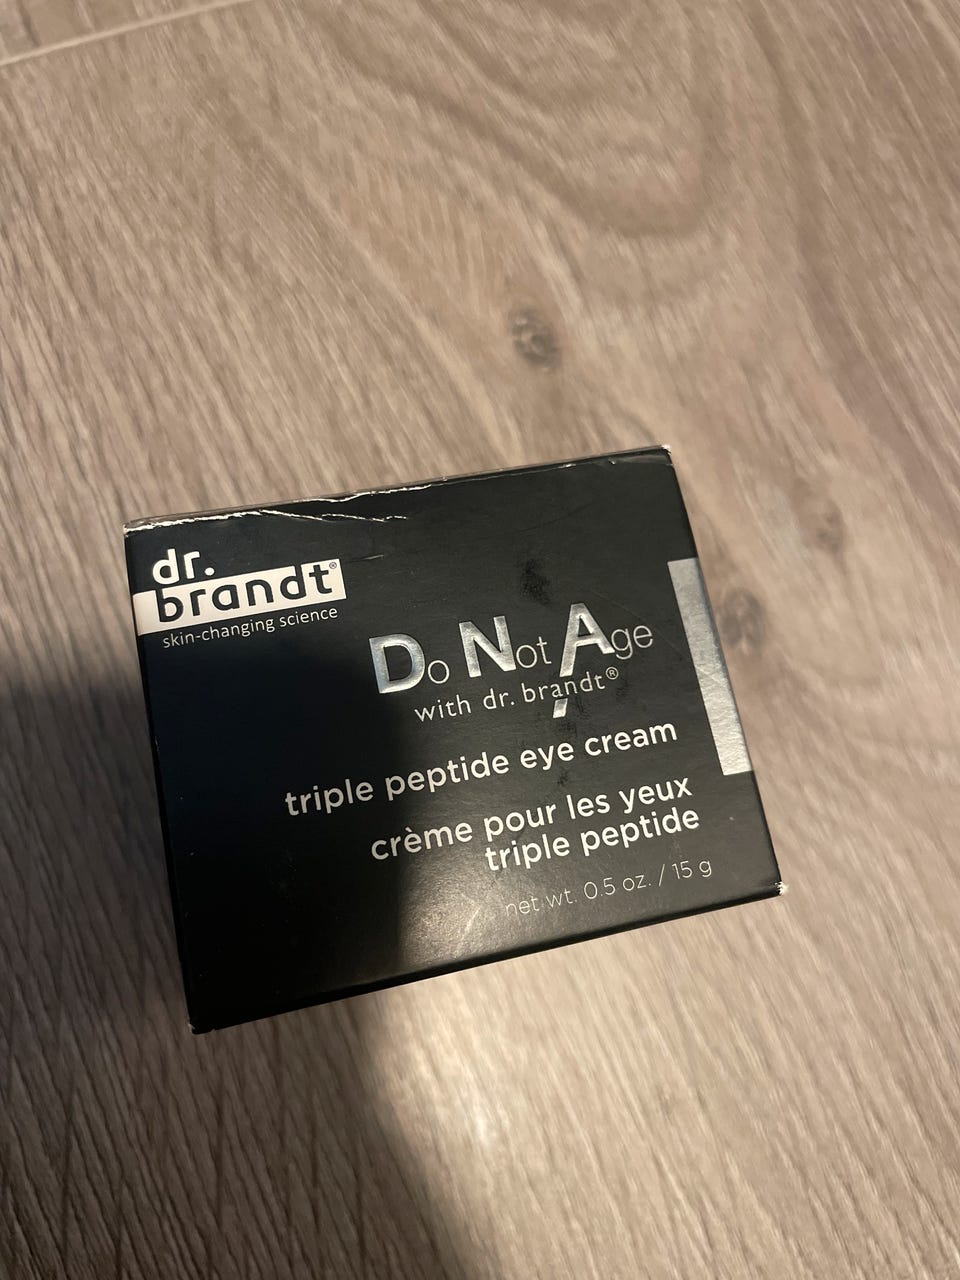 dr.
brandt®
skin-changing science
Do Not Age
with dr. brandt®
triple peptide eye cream
crème pour les yeux
triple peptide
net wt. 0.5 oz. / 15 g